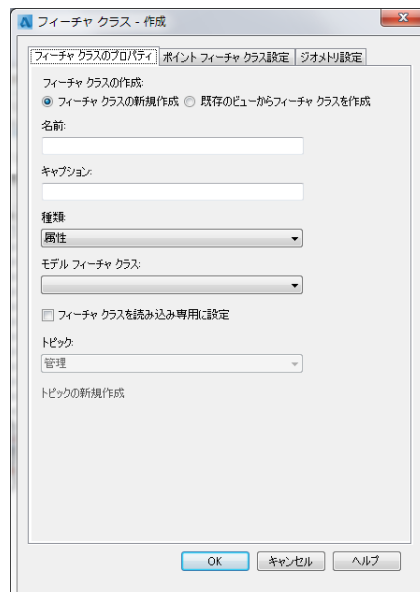 フィーチャ クラス - 作成
フィーチャ クラスのプロパティ ポイント フィーチャ クラス設定 ジオメトリ設定
フィーチャ クラスの作成:
フィーチャ クラスの新規作成 既存のビューからフィーチャ クラスを作成
名前:
キャプション:
種類:
属性
モデル フィーチャ クラス:
フィーチャ クラスを読み込み専用に設定
トピック:
管理
トピックの新規作成
OK キャンセル ヘルプ